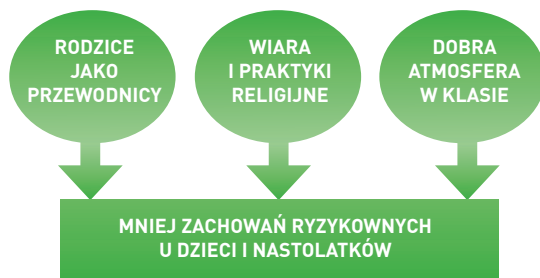 RODZICE
JAKO
PRZEWODNICY
WIARA
I PRAKTYKI
RELIGIJNE
DOBRA
ATMOSFERA
W KLASIE
MNIEJ ZACHOWAŃ RYZYKOWNYCH
U DZIECI I NASTOLATKÓW